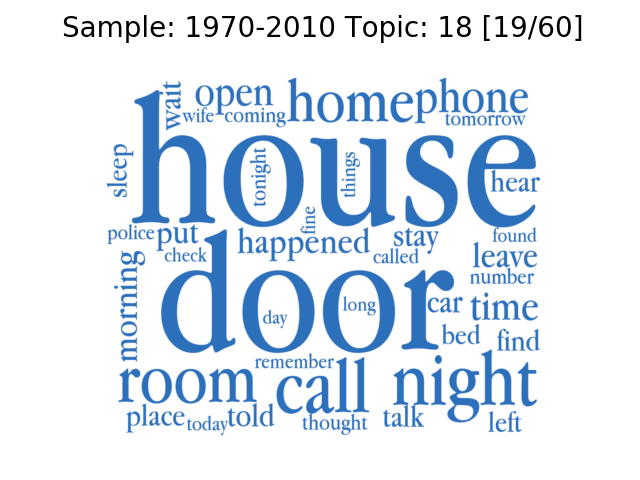 Sample: 1970-2010 Topic: 18 [19/60]
wait open home phone
wife coming tomorrow
house
sleep tonight things hear
fine
police put happened stay found
check called leave
number
door
morning day long car time
bed find
remember
room call night
place today told thought talk left